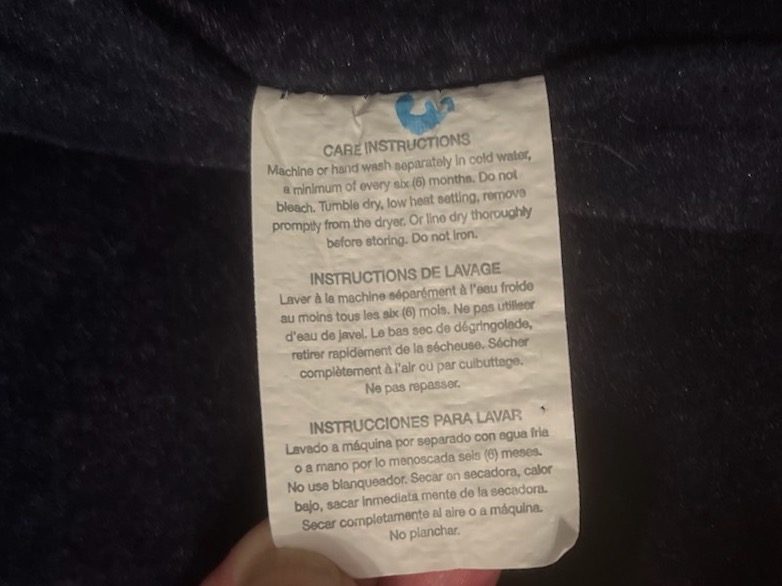 CARE INSTRUCTIONS
Machine or hand wash separately in cold water,
a minimum of every six (6) months. Do not
bleach. Tumble dry, low heat setting, remove
promptly from the dryer. Or line dry thoroughly
before storing. Do not iron.
INSTRUCTIONS DE LAVAGE
Laver à la machine séparément à l'eau froide
au moins tous les six (6) mois. Ne pas utiliser
d'eau de javel. Le bas sec de dégringolade,
retirer rapidement de la sécheuse. Sécher
complètement à l'air ou par culbuttage.
Ne pas repasser.
INSTRUCCIONES PARA LAVAR
Lavado a máquina por separado con agua fria
o a mano por lo menoscada seis (6) meses.
No use blanqueador. Secar en secadora, calor
bajo, sacar inmediata mente de la secadora.
Secar completamente al aire o a máquina.
No planchar.